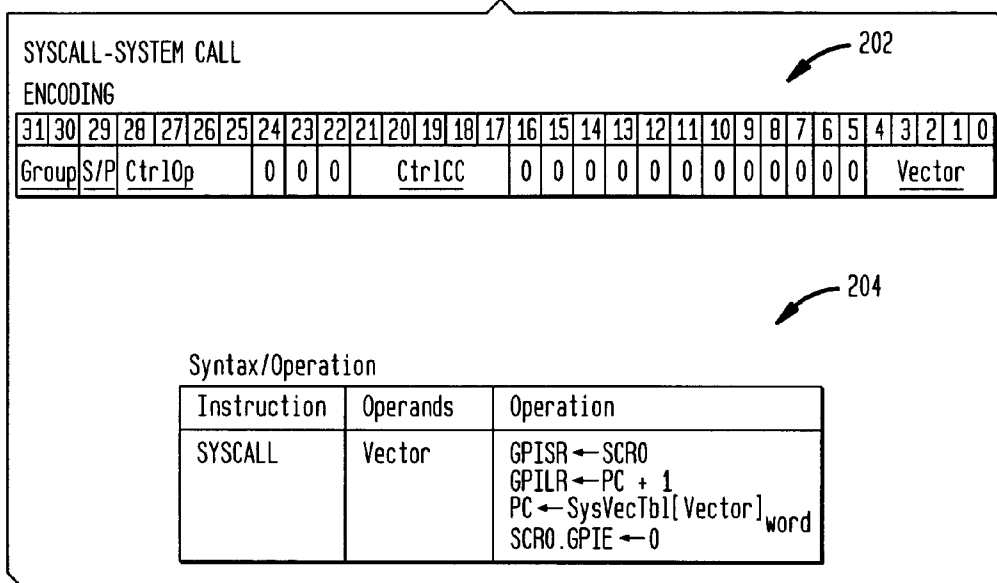 SYSCALL-SYSTEM CALL
202
ENCODING
31 30 29 28 27 26 25 24 23 22 21 20 19 18 17 16 15 14 13 12 11 10 9 8 7 6 5 4 3 2 1 0
Group S/P CtrlOp 0 0 0 CtrlCC 0 0 0 0 0 0 0 0 0 0 0 0 Vector
204
Syntax/Operation
Instruction Operands Operation
SYSCALL Vector GPISR←SCR0
GPILR←PC + 1
PC←SysVecTbl[Vector]word
SCR0.GPIE←0